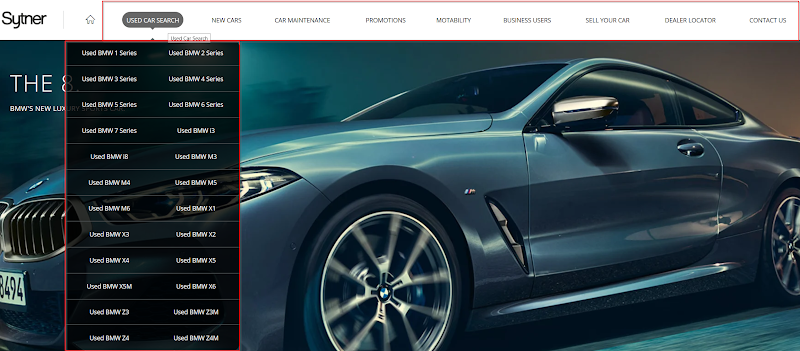 Sytner
USED CAR SEARCH NEW CARS CAR MAINTENANCE PROMOTIONS MOTABILITY BUSINESS USERS SELL YOUR CAR DEALER LOCATOR CONTACT US
Used Car Search
THE 8
BMW'S NEW LUXURY
Used BMW 1 Series Used BMW 2 Series
Used BMW 3 Series Used BMW 4 Series
Used BMW 5 Series Used BMW 6 Series
Used BMW 7 Series Used BMW i3
Used BMW i8 Used BMW M3
Used BMW M4 Used BMW M5
Used BMW M6 Used BMW X1
Used BMW X3 Used BMW X2
Used BMW X4 Used BMW X5
Used BMW X5M Used BMW X6
Used BMW Z3 Used BMW Z3M
Used BMW Z4 Used BMW Z4M
8494